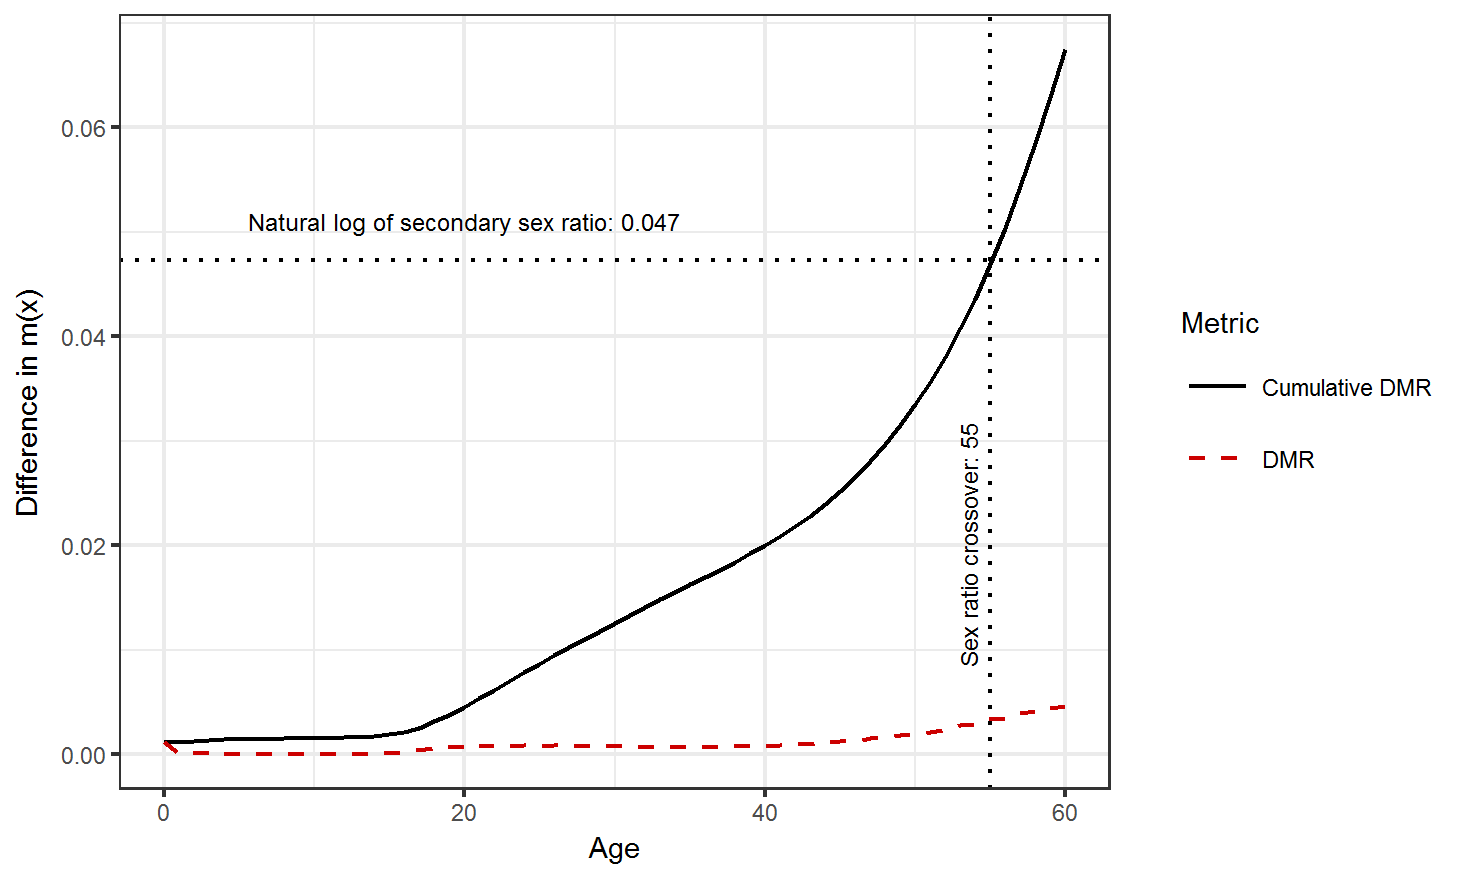 Difference in m(x)
0.06
0.04
0.02
0.00
Natural log of secondary sex ratio: 0.047
Sex ratio crossover: 55
0
20
40
60
Age
Metric
Cumulative DMR
DMR